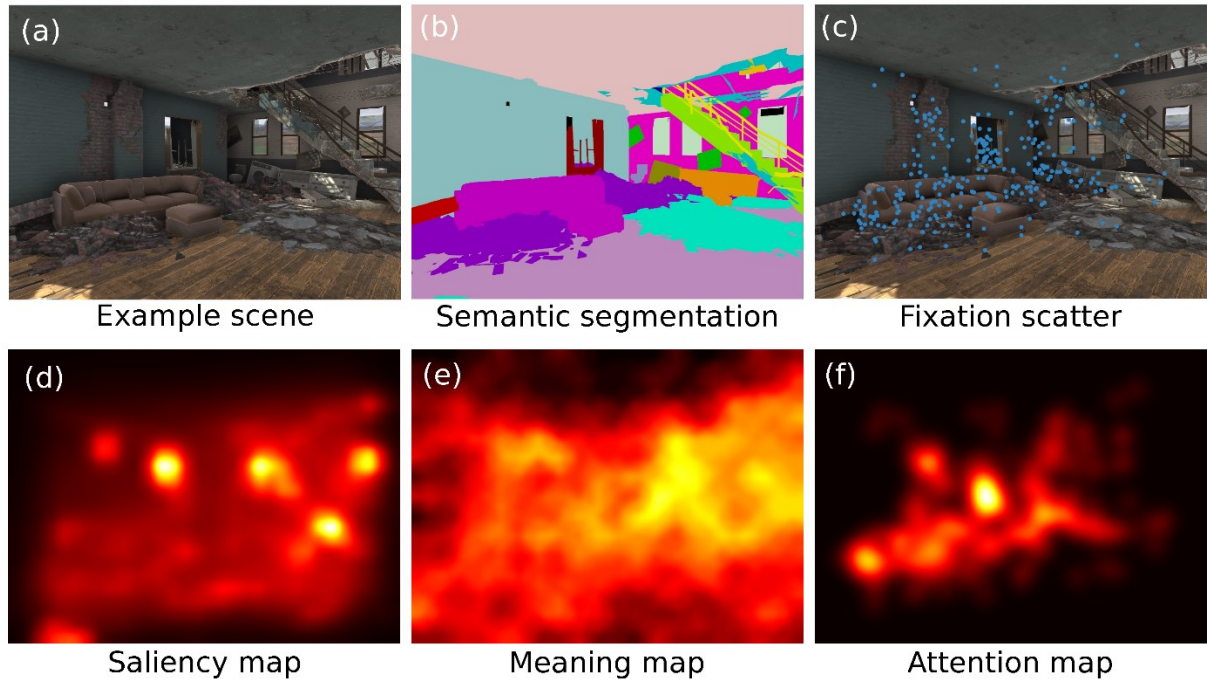 (a)
(b)
(c)
Example scene
Semantic segmentation
Fixation scatter
(d)
(e)
(f)
Saliency map
Meaning map
Attention map